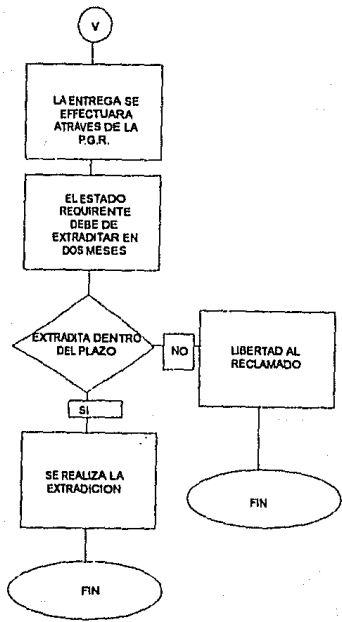 V
LA ENTREGA SE
EFFECTUARA
ATRAVES DE LA
P.G.R.
EL ESTADO
REQUIRENTE
DEBE DE
EXTRADITAR EN
DOS MESES
EXTRADITA DENTRO
DEL PLAZO
NO
LIBERTAD AL
RECLAMADO
SI
SE REALIZA LA
EXTRADICION
FIN
FIN